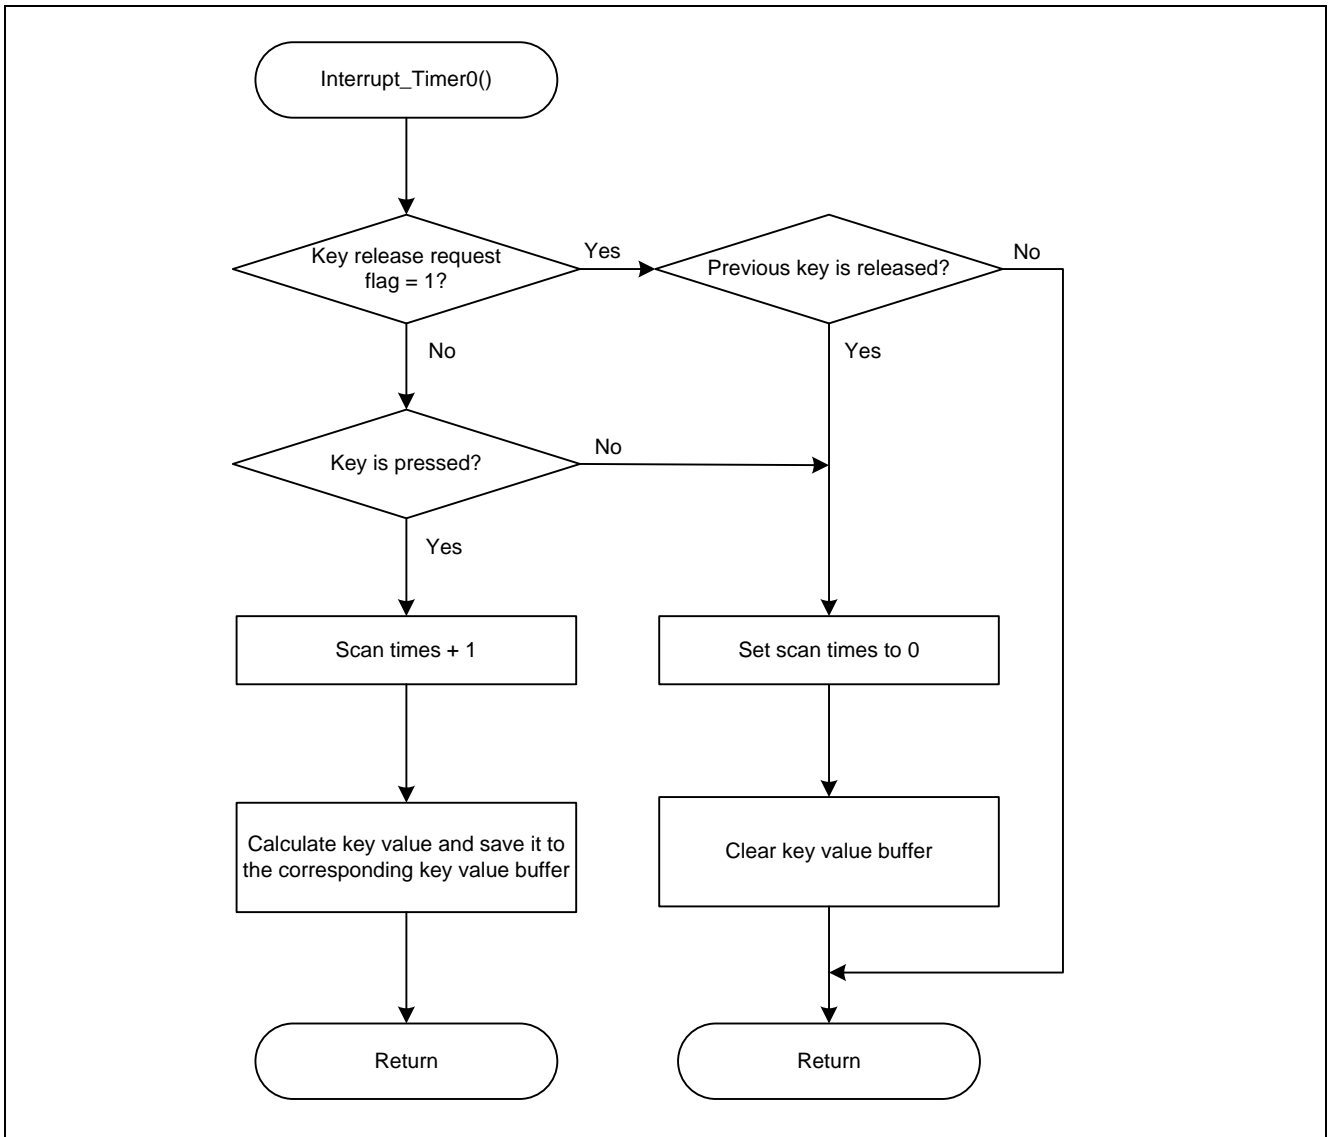 Interrupt_Timer0()
Key release request
flag = 1?
Yes
Previous key is released?
No
No
Yes
Key is pressed?
No
Yes
Scan times + 1
Set scan times to 0
Calculate key value and save it to
the corresponding key value buffer
Clear key value buffer
Return
Return